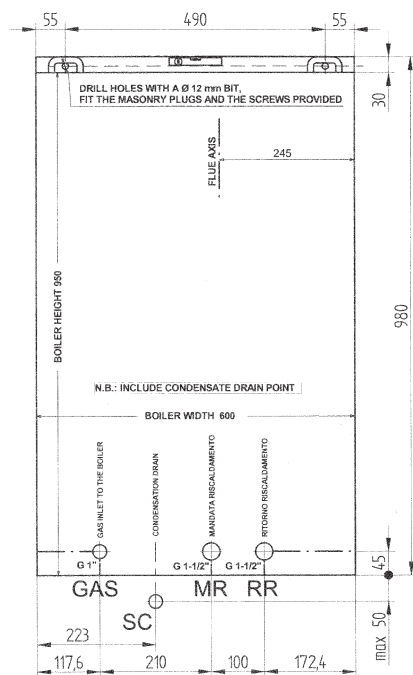 55 490 55
DRILL HOLES WITH A Ø 12 mm BIT,
FIT THE MASONRY PLUGS AND THE SCREWS PROVIDED
30
FLUE AXIS
245
BOILER HEIGHT 950
980
N.B.: INCLUDE CONDENSATE DRAIN POINT
BOILER WIDTH 600
GAS INLET TO THE BOILER
CONDENSATION DRAIN
MANDATA RISCALDAMENTO
RITORNO RISCALDAMENTO
G 1" G 1-1/2" G 1-1/2"
45
GAS MR RR
SC
max 50
223
117,6 210 100 172,4